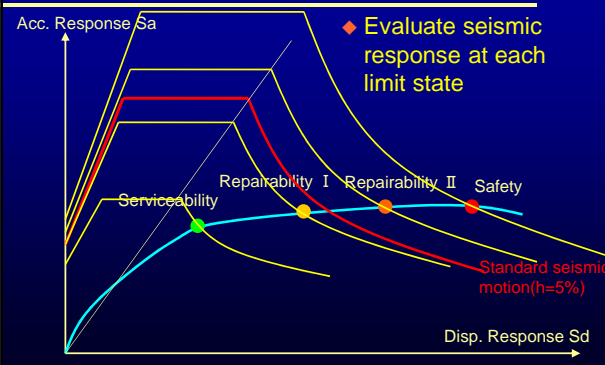 Acc. Response Sa
Evaluate seismic
response at each
limit state
Serviceability
Repairability Ⅰ
Repairability Ⅱ
Safety
Standard seismic
motion(h=5%)
Disp. Response Sd